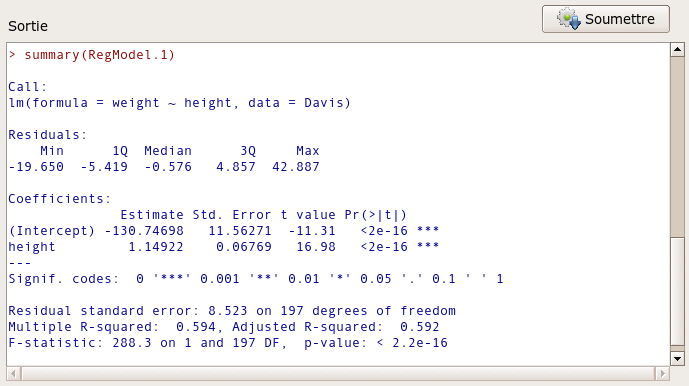 Sortie
Soumettre
> summary(RegModel.1)
Call:
lm(formula = weight ~ height, data = Davis)
Residuals:
    Min      1Q  Median      3Q     Max
-19.650  -5.419  -0.576   4.857  42.887
Coefficients:
              Estimate Std. Error t value Pr(>|t|)
(Intercept) -130.74698   11.56271  -11.31   <2e-16 ***
height         1.14922    0.06769   16.98   <2e-16 ***
---
Signif. codes:  0 '***' 0.001 '**' 0.01 '*' 0.05 '.' 0.1 ' ' 1
Residual standard error: 8.523 on 197 degrees of freedom
Multiple R-squared:  0.594, Adjusted R-squared:  0.592
F-statistic: 288.3 on 1 and 197 DF,  p-value: < 2.2e-16